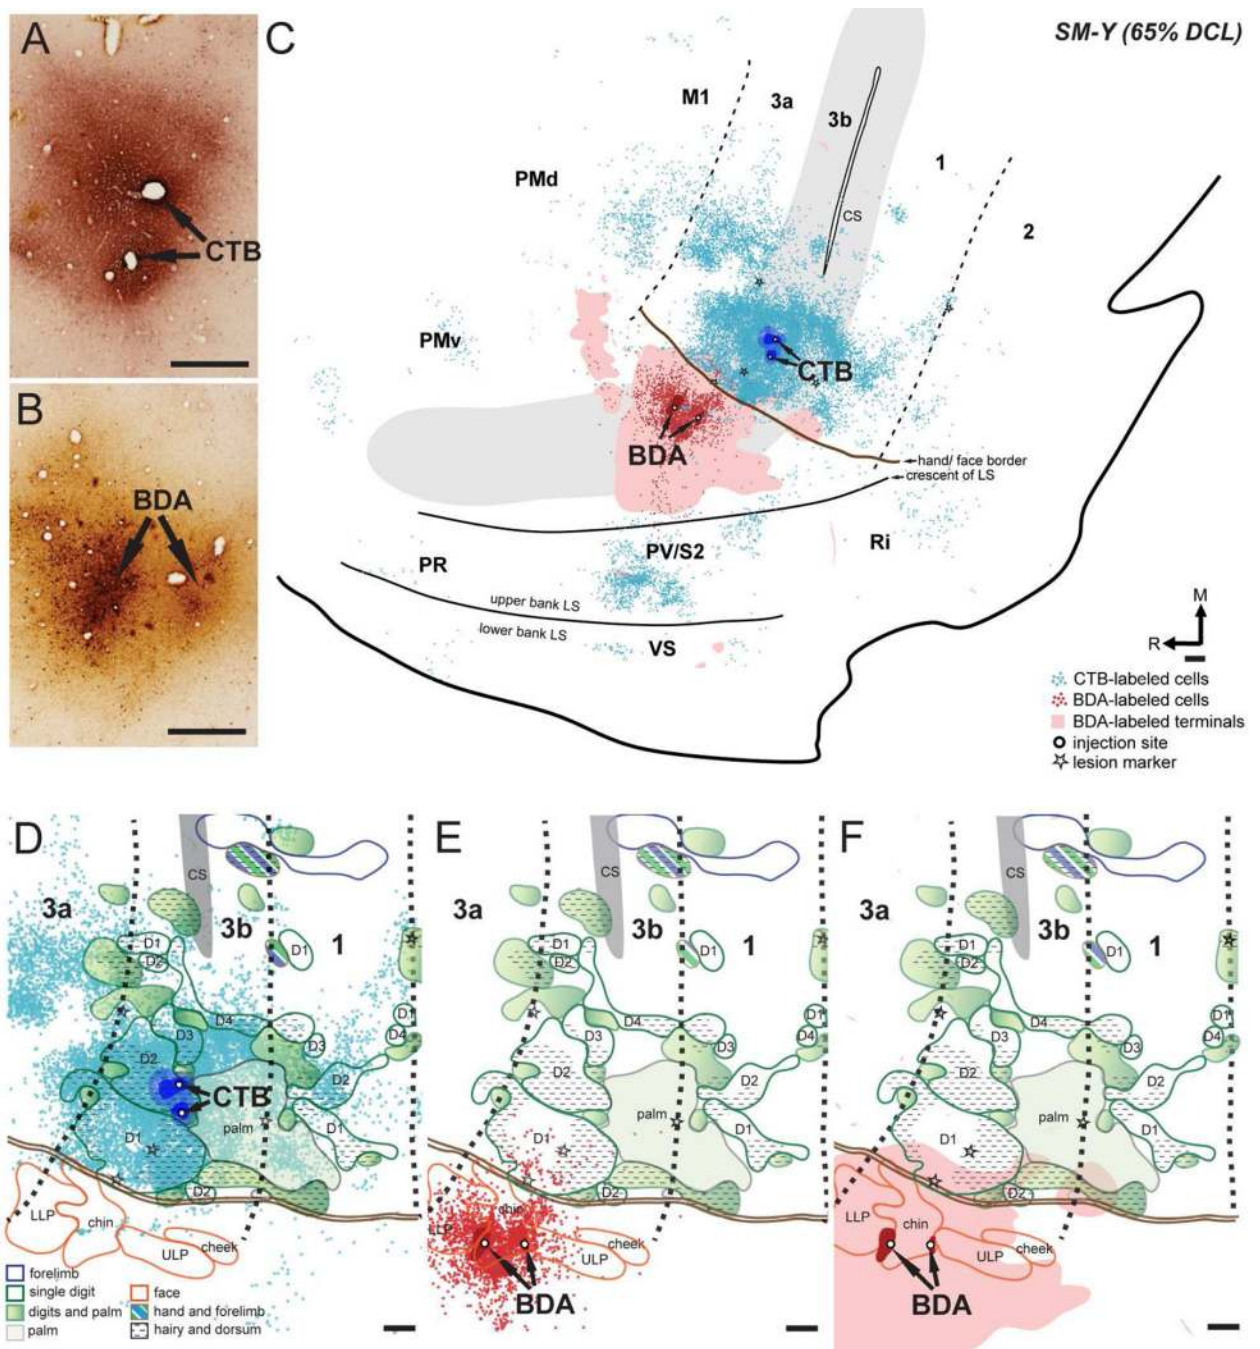 A
CTB
B
BDA
C
SM-Y (65% DCL)
M1
3a
3b
1
2
PMd
CS
PMv
CTB
BDA
hand/ face border
crescent of LS
PV/S2
Ri
PR
upper bank LS
lower bank LS
VS
M
R
CTB-labeled cells
BDA-labeled cells
BDA-labeled terminals
injection site
lesion marker
D
CS
3a
3b
1
D1
D2
D1
D4
D3
D2
D3
D1
D4
D2
CTB
palm
D1
D1
D2
LLP
chin
ULP
cheek
forelimb
single digit
digits and palm
palm
face
hand and forelimb
hairy and dorsum
E
CS
3a
3b
1
D1
D2
D1
D4
D3
D2
D3
D1
D4
D2
palm
D1
D1
D2
LLP
chin
ULP
cheek
BDA
F
CS
3a
3b
1
D1
D2
D1
D4
D3
D2
D3
D1
D4
D2
palm
D1
D1
D2
LLP
chin
ULP
cheek
BDA